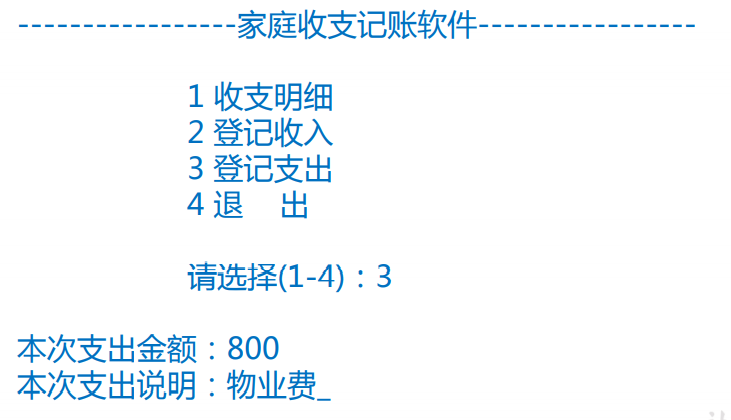 -----------------家庭收支记账软件-----------------
1 收支明细
2 登记收入
3 登记支出
4 退 出
请选择(1-4)：3
本次支出金额：800
本次支出说明：物业费_